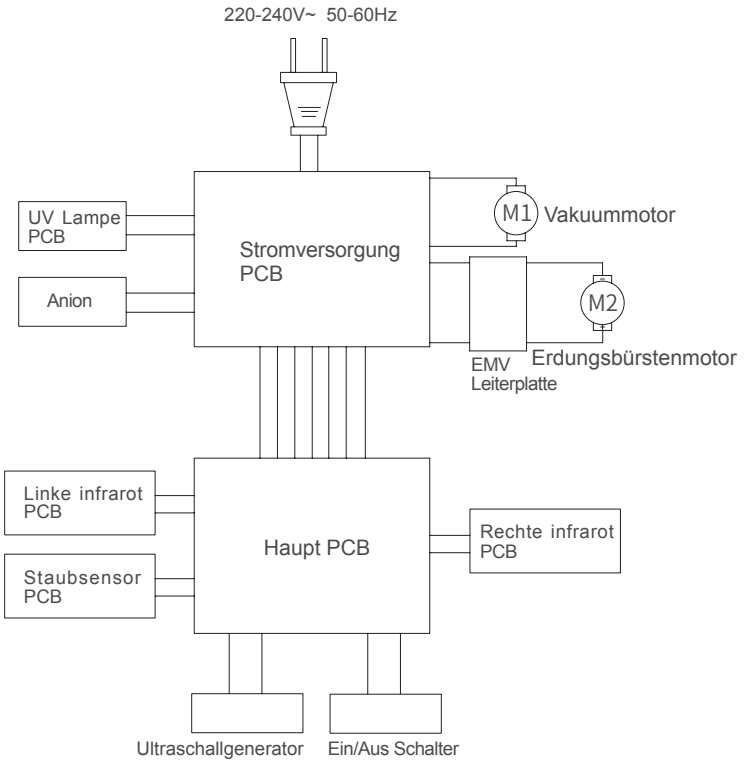 220-240V~ 50-60Hz
UV Lampe
PCB
Anion
Stromversorgung
PCB
M1
Vakuummotor
M2
EMV
Leiterplatte
Erdungsbürstenmotor
Linke infrarot
PCB
Staubsensor
PCB
Haupt PCB
Rechte infrarot
PCB
Ultraschallgenerator
Ein/Aus Schalter